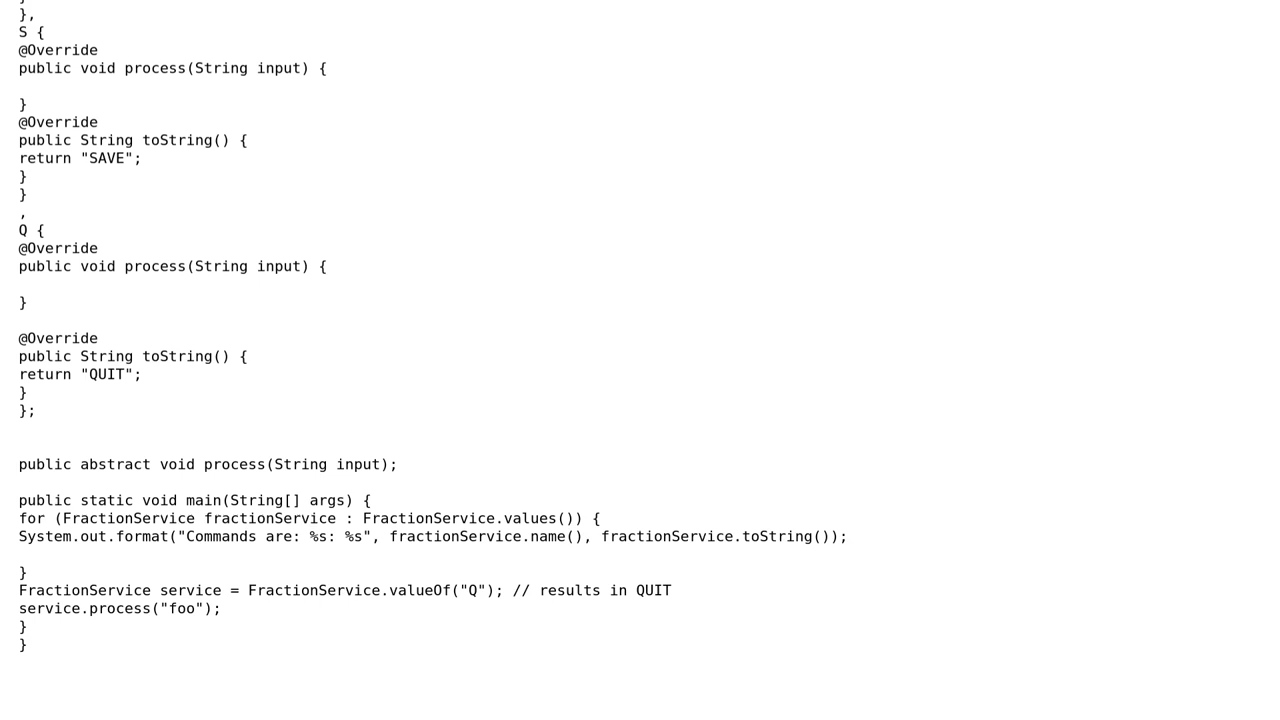 },
S {
@Override
public void process(String input) {
}
@Override
public String toString() {
return "SAVE";
}
}
,
Q {
@Override
public void process(String input) {
}
@Override
public String toString() {
return "QUIT";
}
};
public abstract void process(String input);
public static void main(String[] args) {
for (FractionService fractionService : FractionService.values()) {
System.out.format("Commands are: %s: %s", fractionService.name(), fractionService.toString());
}
FractionService service = FractionService.valueOf("Q"); // results in QUIT
service.process("foo");
}
}